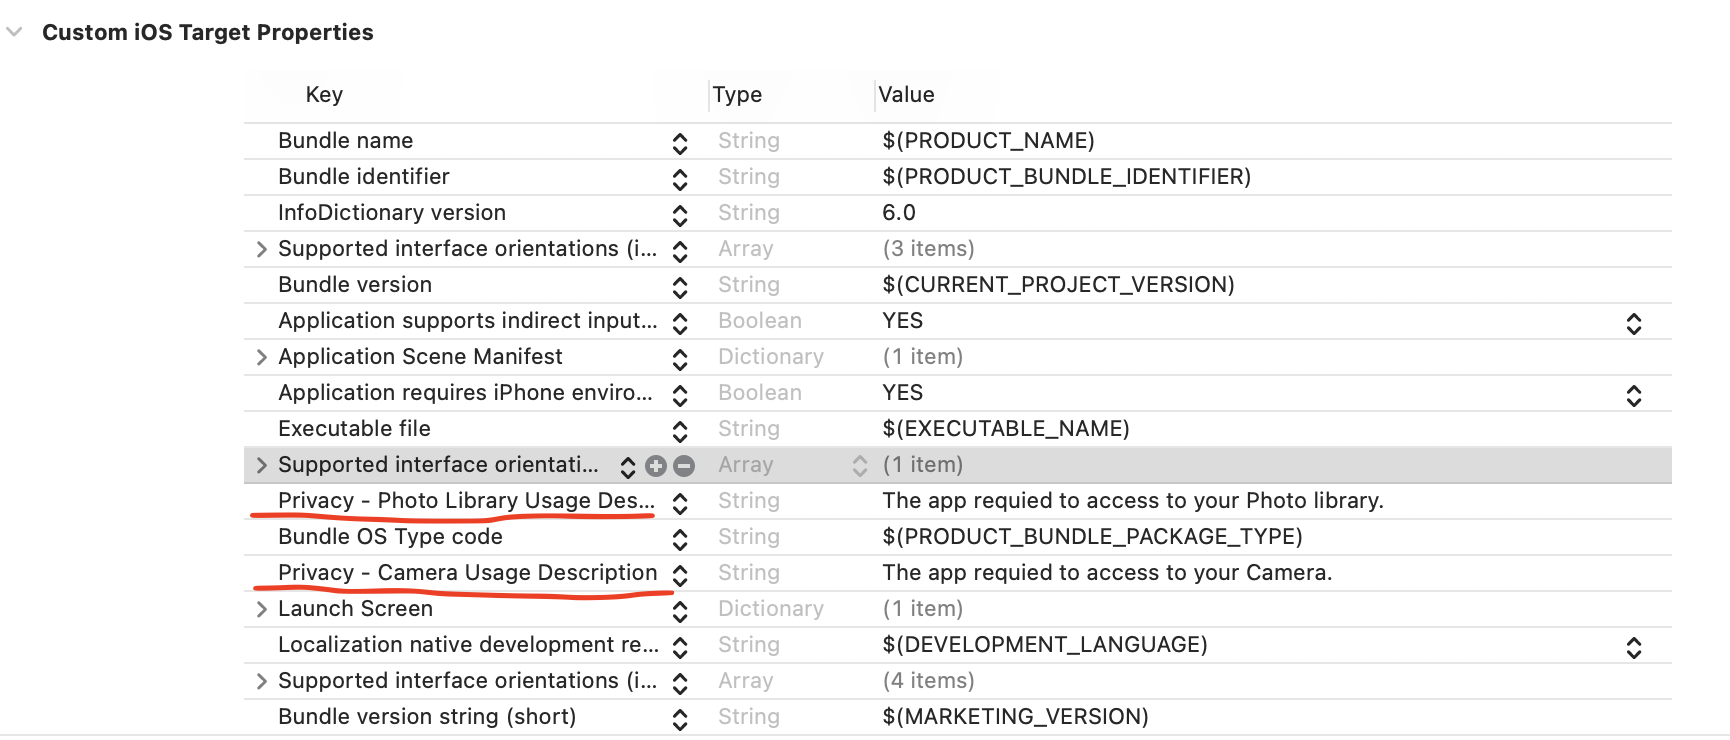 Custom iOS Target Properties
Key Type Value
Bundle name String $(PRODUCT_NAME)
Bundle identifier String $(PRODUCT_BUNDLE_IDENTIFIER)
InfoDictionary version String 6.0
Supported interface orientations (i... Array (3 items)
Bundle version String $(CURRENT_PROJECT_VERSION)
Application supports indirect input... Boolean YES
Application Scene Manifest Dictionary (1 item)
Application requires iPhone enviro... Boolean YES
Executable file String $(EXECUTABLE_NAME)
Supported interface orientati... Array (1 item)
Privacy - Photo Library Usage Des... String The app requied to access to your Photo library.
Bundle OS Type code String $(PRODUCT_BUNDLE_PACKAGE_TYPE)
Privacy - Camera Usage Description String The app requied to access to your Camera.
Launch Screen Dictionary (1 item)
Localization native development re... String $(DEVELOPMENT_LANGUAGE)
Supported interface orientations (i... Array (4 items)
Bundle version string (short) String $(MARKETING_VERSION)